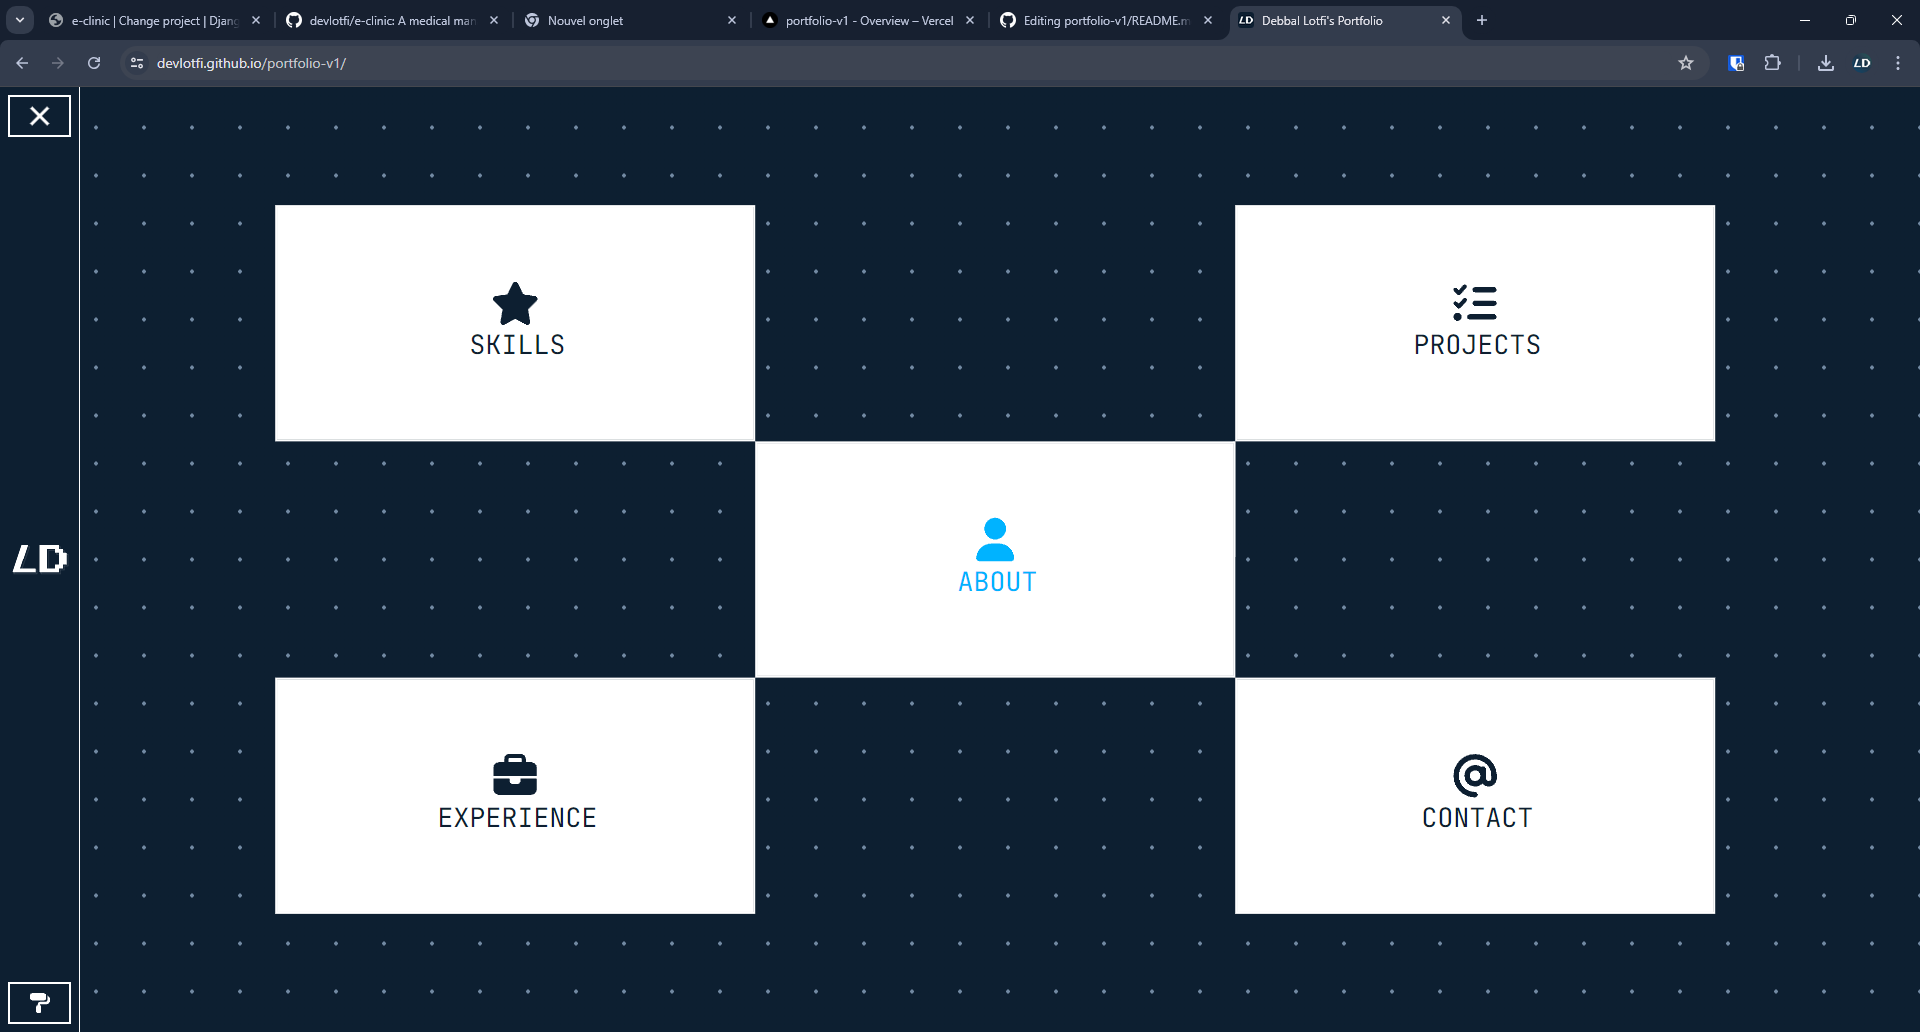 e-clinic | Change project | Djang
devlotfi/e-clinic: A medical man
Nouvel onglet
portfolio-v1 - Overview – Vercel
Editing portfolio-v1/README.m
LD
Debbal Lotfi's Portfolio
devlotfi.github.io/portfolio-v1/
LD
SKILLS
PROJECTS
LD
ABOUT
EXPERIENCE
CONTACT